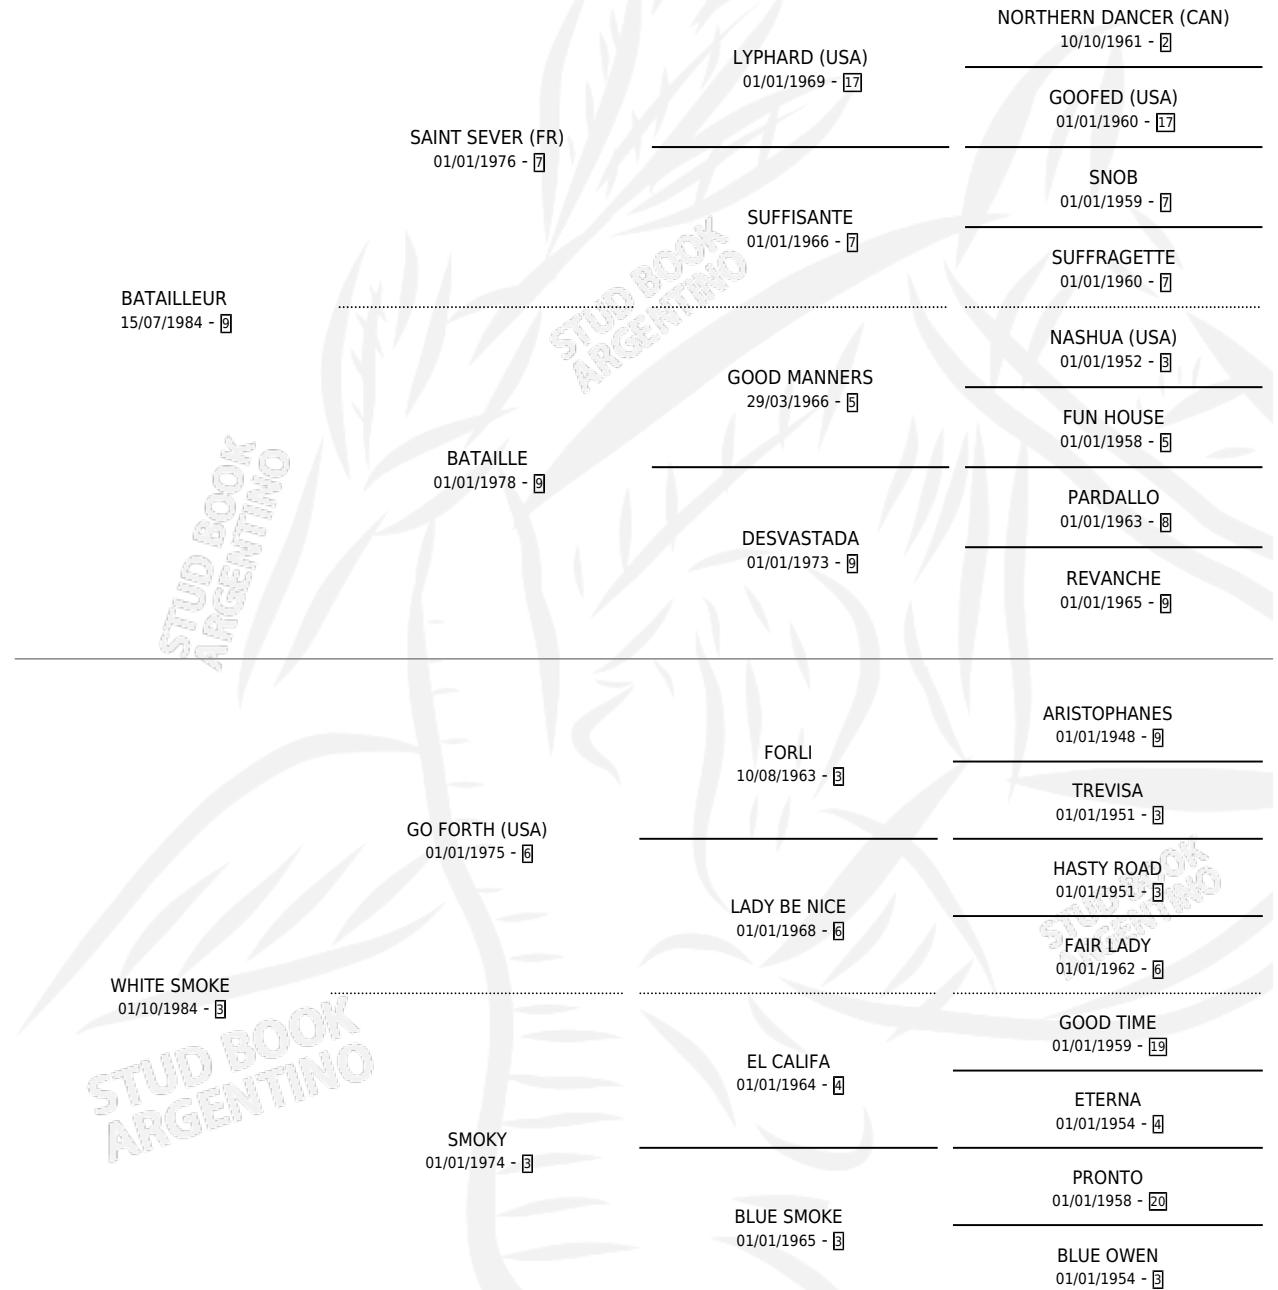 NORTHERN DANCER (CAN)
10/10/1961 - 2
LYPHARD (USA)
01/01/1969 - 17
GOOFED (USA)
01/01/1960 - 17
SAINT SEVER (FR)
01/01/1976 - 7
SNOB
01/01/1959 - 7
SUFFISANTE
01/01/1966 - 7
SUFFRAGETTE
01/01/1960 - 7
BATAILLEUR
15/07/1984 - 9
STUD BOOK
ARGENTINO
NASHUA (USA)
01/01/1952 - 3
GOOD MANNERS
29/03/1966 - 5
FUN HOUSE
01/01/1958 - 5
BATAILLE
01/01/1978 - 9
PARDALLO
01/01/1963 - 8
DESVASTADA
01/01/1973 - 9
REVANCHE
01/01/1965 - 9
STUD BOOK
ARGENTINO
ARISTOPHANES
01/01/1948 - 9
FORLI
10/08/1963 - 3
TREVISA
01/01/1951 - 3
GO FORTH (USA)
01/01/1975 - 6
HASTY ROAD
01/01/1951 - 3
LADY BE NICE
01/01/1968 - 6
STUD BOOK
ARGENTINO
FAIR LADY
01/01/1962 - 6
WHITE SMOKE
01/10/1984 - 3
STUD BOOK
ARGENTINO
GOOD TIME
01/01/1959 - 19
EL CALIFA
01/01/1964 - 4
ETERNA
01/01/1954 - 4
SMOKY
01/01/1974 - 3
PRONTO
01/01/1958 - 20
BLUE SMOKE
01/01/1965 - 3
BLUE OWEN
01/01/1954 - 3